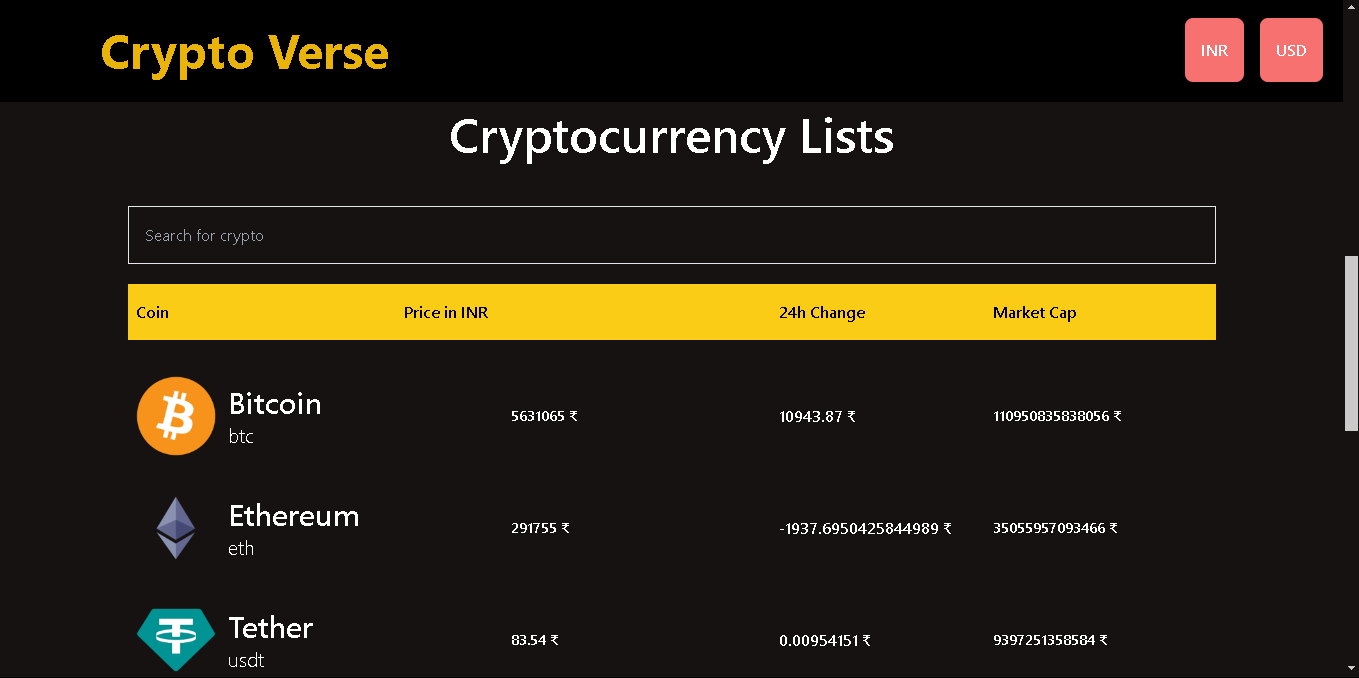 Crypto Verse
INR
USD
Cryptocurrency Lists
Search for crypto
Coin Price in INR 24h Change Market Cap
Bitcoin
btc
5631065 ₹ 10943.87 ₹ 110950835838056 ₹
Ethereum
eth
291755 ₹ -1937.6950425844989 ₹ 35055957093466 ₹
Tether
usdt
83.54 ₹ 0.00954151 ₹ 9397251358584 ₹